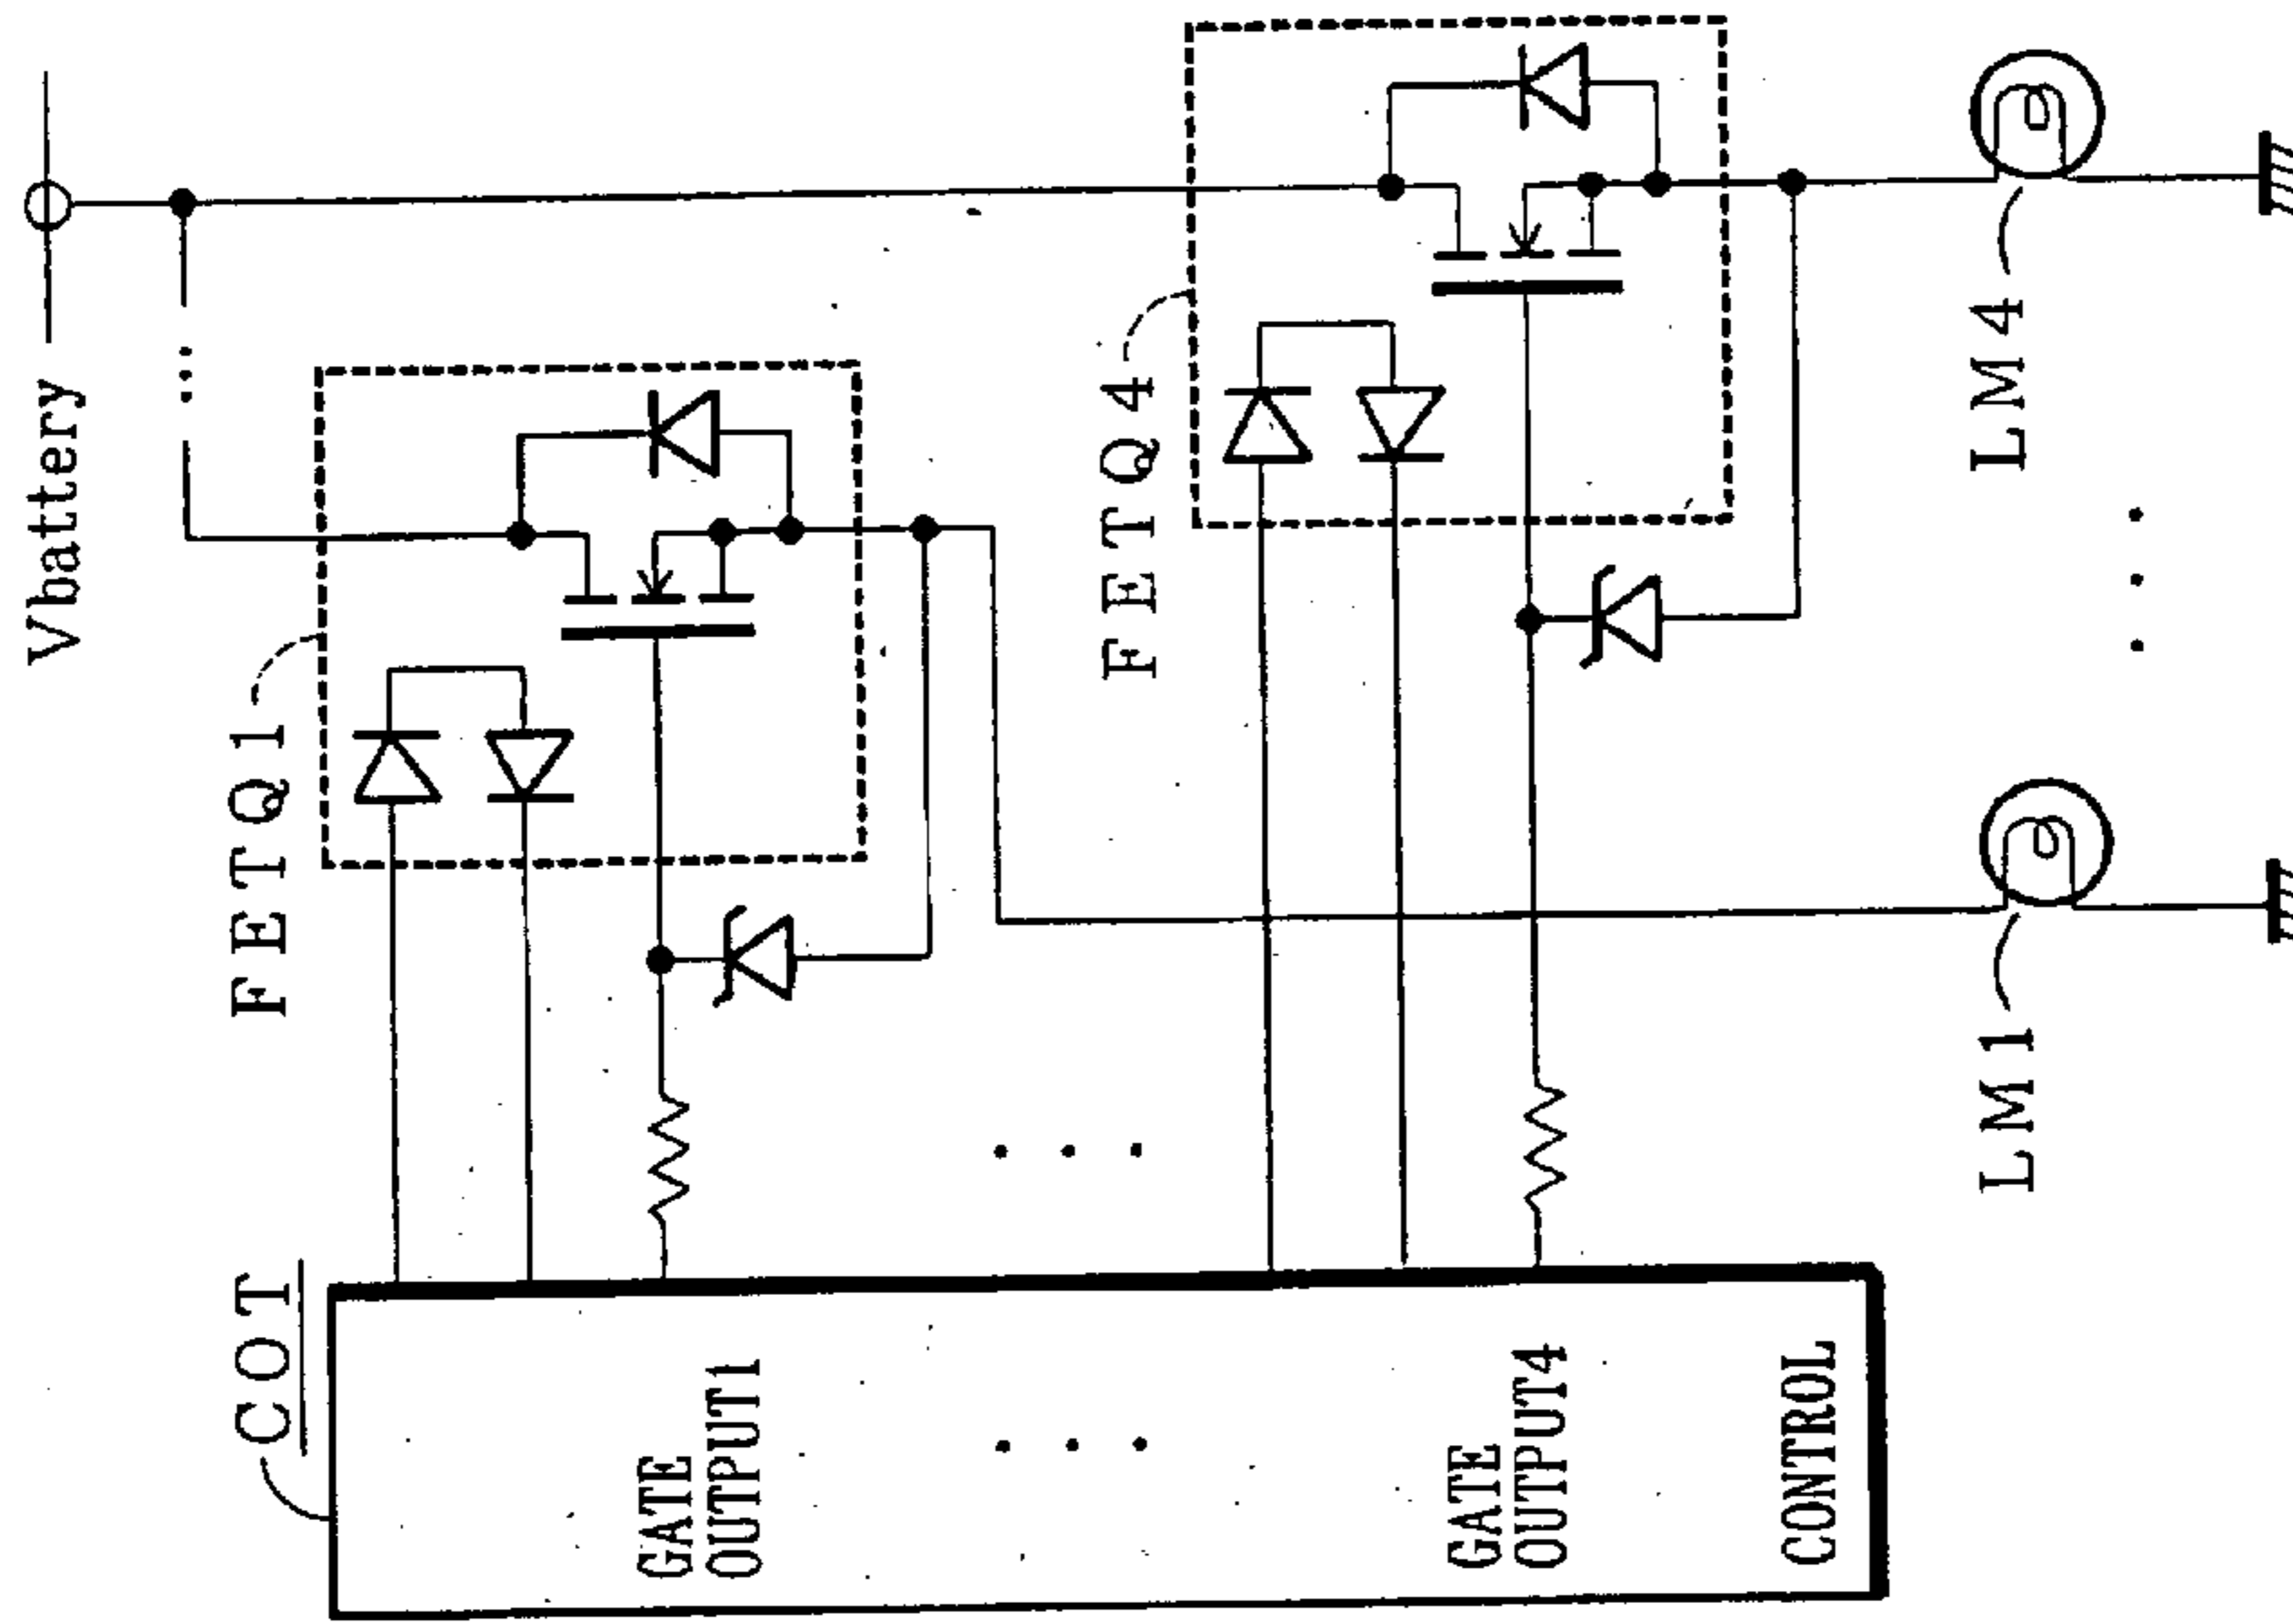 Vbattery
FETQ1
FETQ4
LM4
LM1
COT
GATE
OUTPUT1
GATE
OUTPUT4
CONTROL